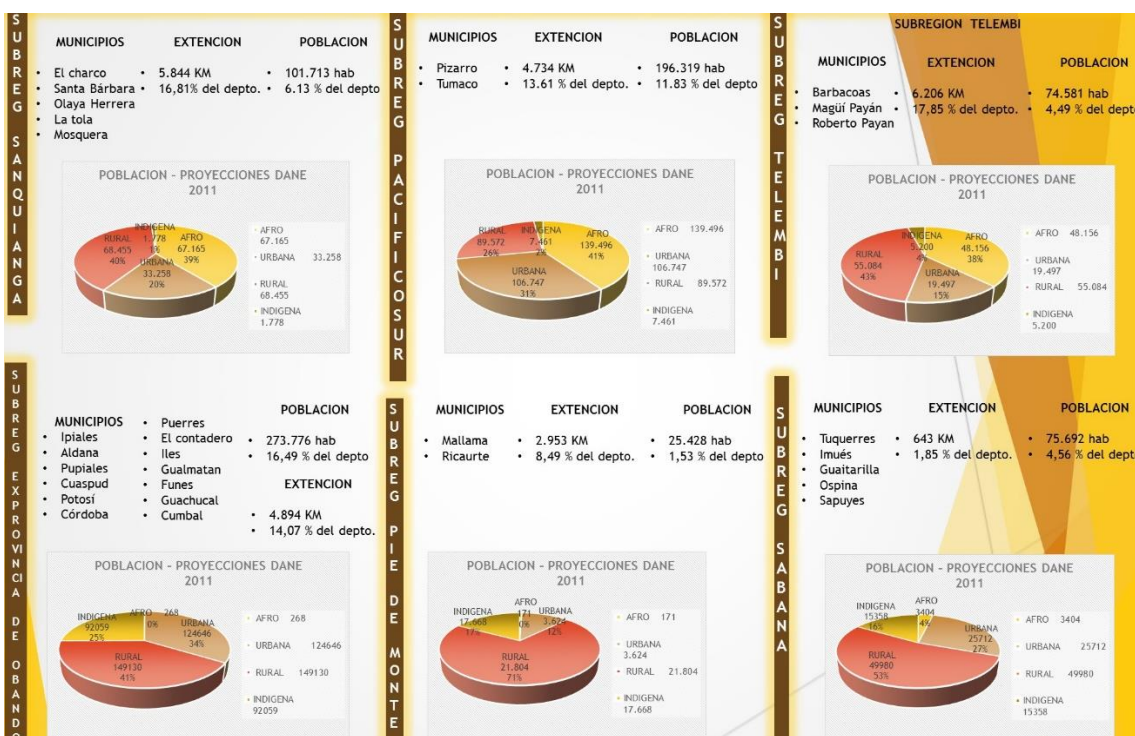 SUBREG SANQUIANGA
MUNICIPIOS EXTENCION POBLACION
• El charco • 5.844 KM • 101.713 hab
• Santa Bárbara • 16,81% del depto. • 6.13 % del depto
• Olaya Herrera
• La tola
• Mosquera
POBLACION - PROYECCIONES DANE
2011
INDIGENA
1.778
1%
AFRO
67.165
39%
RURAL
68.455
40%
URBANA
33.258
20%
AFRO
67.165
URBANA 33.258
RURAL
68.455
INDIGENA
1.778
SUBREG PACIFICOSUR
MUNICIPIOS EXTENCION POBLACION
• Pizarro • 4.734 KM • 196.319 hab
• Tumaco • 13.61 % del depto. • 11.83 % del depto
POBLACION - PROYECCIONES DANE
2011
RURAL
89.572
26%
INDIGENA
7.461
2%
AFRO
139.496
41%
URBANA
106.747
31%
AFRO 139.496
URBANA
106.747
RURAL 89.572
INDIGENA
7.461
SUBREG TELEMBI
SUBREGION TELEMBI
MUNICIPIOS EXTENCION POBLACION
• Barbacoas • 6.206 KM • 74.581 hab
• Magüí Payán • 17,85 % del depto. • 4,49 % del depto
• Roberto Payan
POBLACION - PROYECCIONES DANE
2011
INDIGENA
5.200
4%
AFRO
48.156
38%
RURAL
55.084
43%
URBANA
19.497
15%
AFRO 48.156
URBANA
19.497
RURAL 55.084
INDIGENA
5.200
SUBREG EXPROVINCIA DE OBANDO
MUNICIPIOS
• Ipiales
• Aldana
• Pupiales
• Cuaspud
• Potosí
• Córdoba
• Puerres
• El contadero
• Iles
• Gualmatan
• Funes
• Guachucal
• Cumbal
POBLACION
• 273.776 hab
• 16,49 % del depto
EXTENCION
• 4.894 KM
• 14,07 % del depto.
POBLACION - PROYECCIONES DANE
2011
INDIGENA
92059
25%
AFRO 268
0%
URBANA
124646
34%
RURAL
149130
41%
AFRO 268
URBANA 124646
RURAL 149130
INDIGENA
92059
SUBREG PIE DE MONTE
MUNICIPIOS EXTENCION POBLACION
• Mallama • 2.953 KM • 25.428 hab
• Ricaurte • 8,49 % del depto. • 1,53 % del depto
POBLACION - PROYECCIONES DANE
2011
INDIGENA
17.668
17%
AFRO
171
0%
URBANA
3.624
12%
RURAL
21.804
71%
AFRO 171
URBANA
3.624
RURAL 21.804
INDIGENA
17.668
SUBREG SABANA
MUNICIPIOS EXTENCION POBLACION
• Tuquerres • 643 KM • 75.692 hab
• Imués • 1,85 % del depto. • 4,56 % del dept
• Guaitarilla
• Ospina
• Sapuyes
POBLACION - PROYECCIONES DANE
2011
INDIGENA
15358
16%
AFRO
3404
4%
URBANA
25712
27%
RURAL
49980
53%
AFRO 3404
URBANA 25712
RURAL 49980
INDIGENA
15358